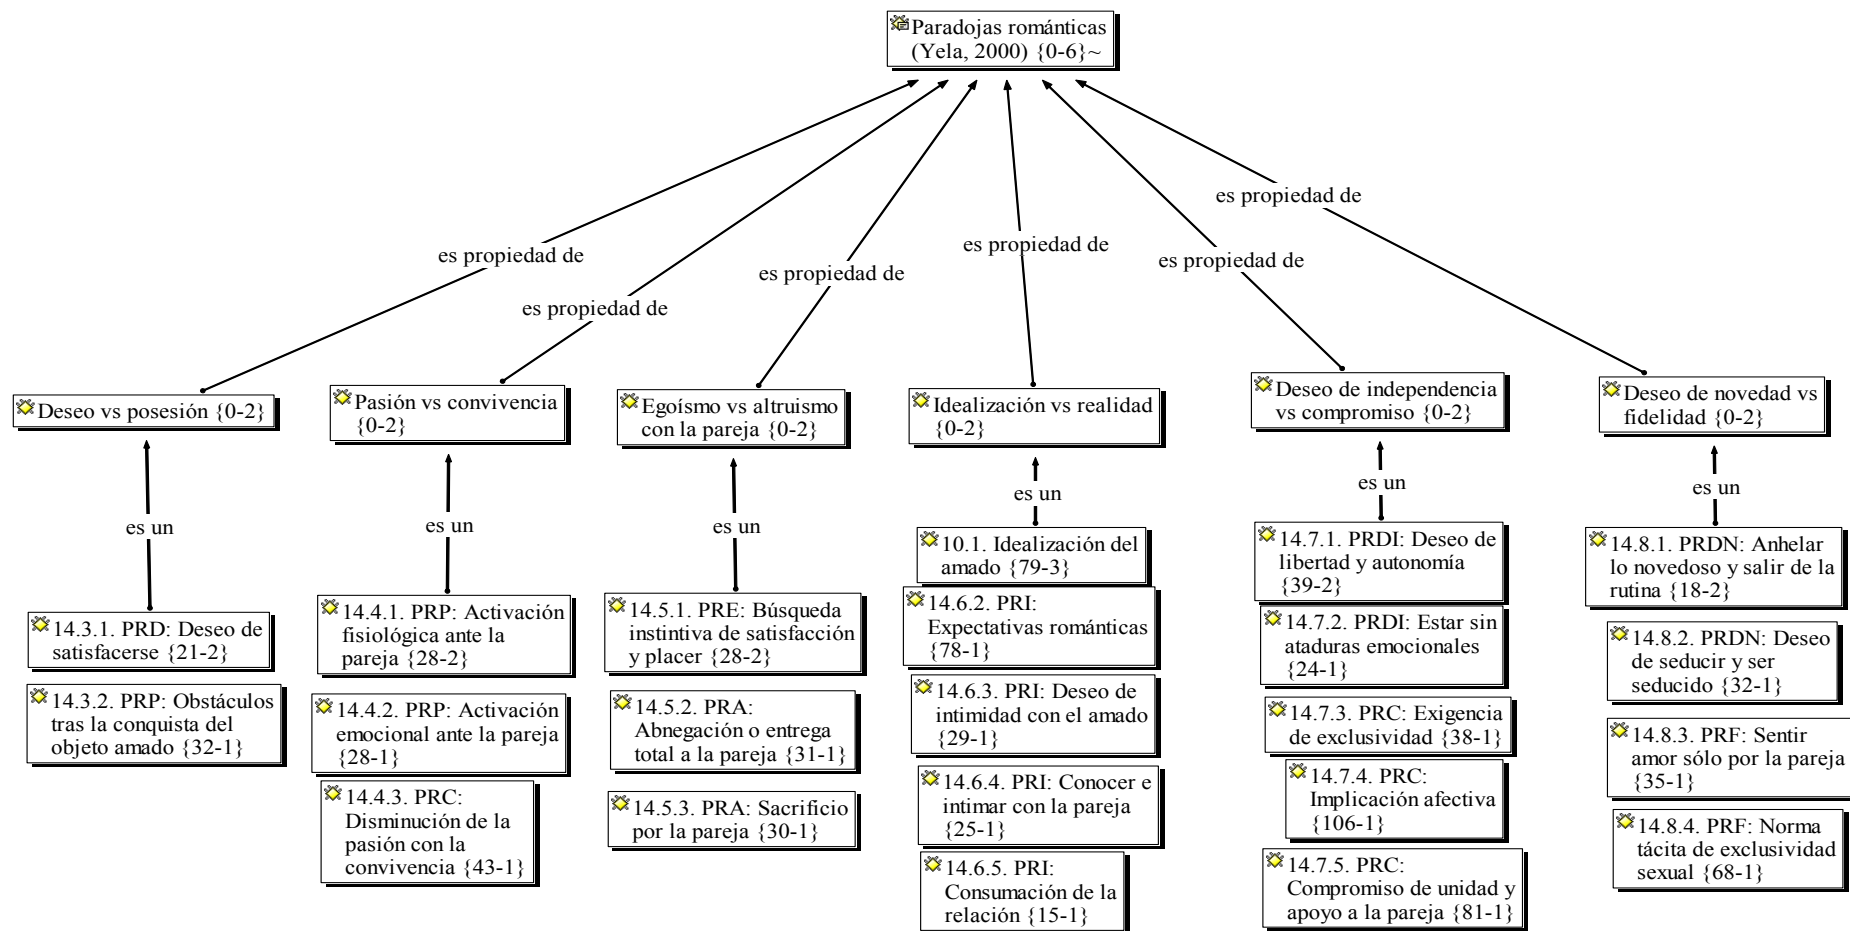 Paradojas románticas
(Yela, 2000) {0-6}~
es propiedad de
es propiedad de
es propiedad de
es propiedad de
es propiedad de
es propiedad de
Deseo vs posesión {0-2}
Pasión vs convivencia
{0-2}
Egoísmo vs altruismo
con la pareja {0-2}
Idealización vs realidad
{0-2}
Deseo de independencia
vs compromiso {0-2}
Deseo de novedad vs
fidelidad {0-2}
es un
14.3.1. PRD: Deseo de
satisfacerse {21-2}
14.3.2. PRP: Obstáculos
tras la conquista del
objeto amado {32-1}
es un
14.4.1. PRP: Activación
fisiológica ante la
pareja {28-2}
14.4.2. PRP: Activación
emocional ante la pareja
{28-1}
14.4.3. PRC:
Disminución de la
pasión con la
convivencia {43-1}
es un
14.5.1. PRE: Búsqueda
instintiva de satisfacción
y placer {28-2}
14.5.2. PRA:
Abnegación o entrega
total a la pareja {31-1}
14.5.3. PRA: Sacrificio
por la pareja {30-1}
es un
10.1. Idealización del
amado {79-3}
14.6.2. PRI:
Expectativas románticas
{78-1}
14.6.3. PRI: Deseo de
intimidad con el amado
{29-1}
14.6.4. PRI: Conocer e
intimar con la pareja
{25-1}
14.6.5. PRI:
Consumación de la
relación {15-1}
es un
14.7.1. PRDI: Deseo de
libertad y autonomía
{39-2}
14.7.2. PRDI: Estar sin
ataduras emocionales
{24-1}
14.7.3. PRC: Exigencia
de exclusividad {38-1}
14.7.4. PRC:
Implicación afectiva
{106-1}
14.7.5. PRC:
Compromiso de unidad y
apoyo a la pareja {81-1}
es un
14.8.1. PRDN: Anhelar
lo novedoso y salir de la
rutina {18-2}
14.8.2. PRDN: Deseo
de seducir y ser
seducido {32-1}
14.8.3. PRF: Sentir
amor sólo por la pareja
{35-1}
14.8.4. PRF: Norma
tácita de exclusividad
sexual {68-1}